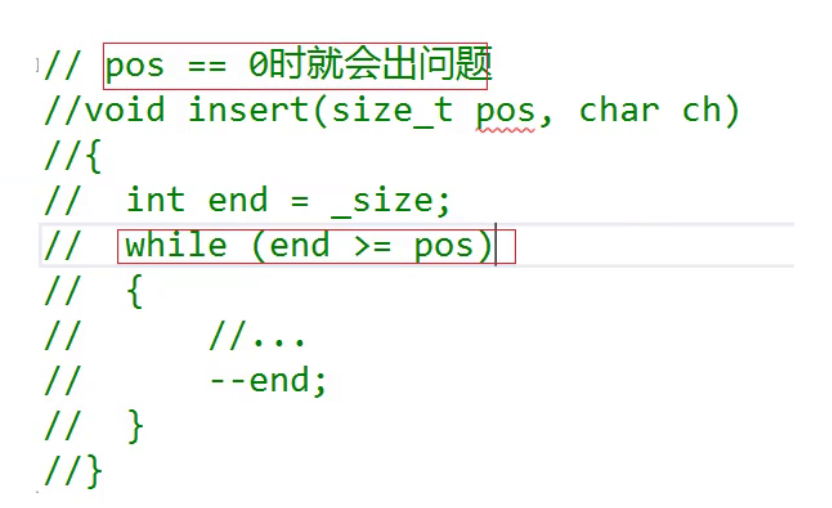 // pos == 0时就会出问题
//void insert(size_t pos, char ch)
//{
//  int end = _size;
//  while (end >= pos)
//  {
//      //...
//      --end;
//  }
//}